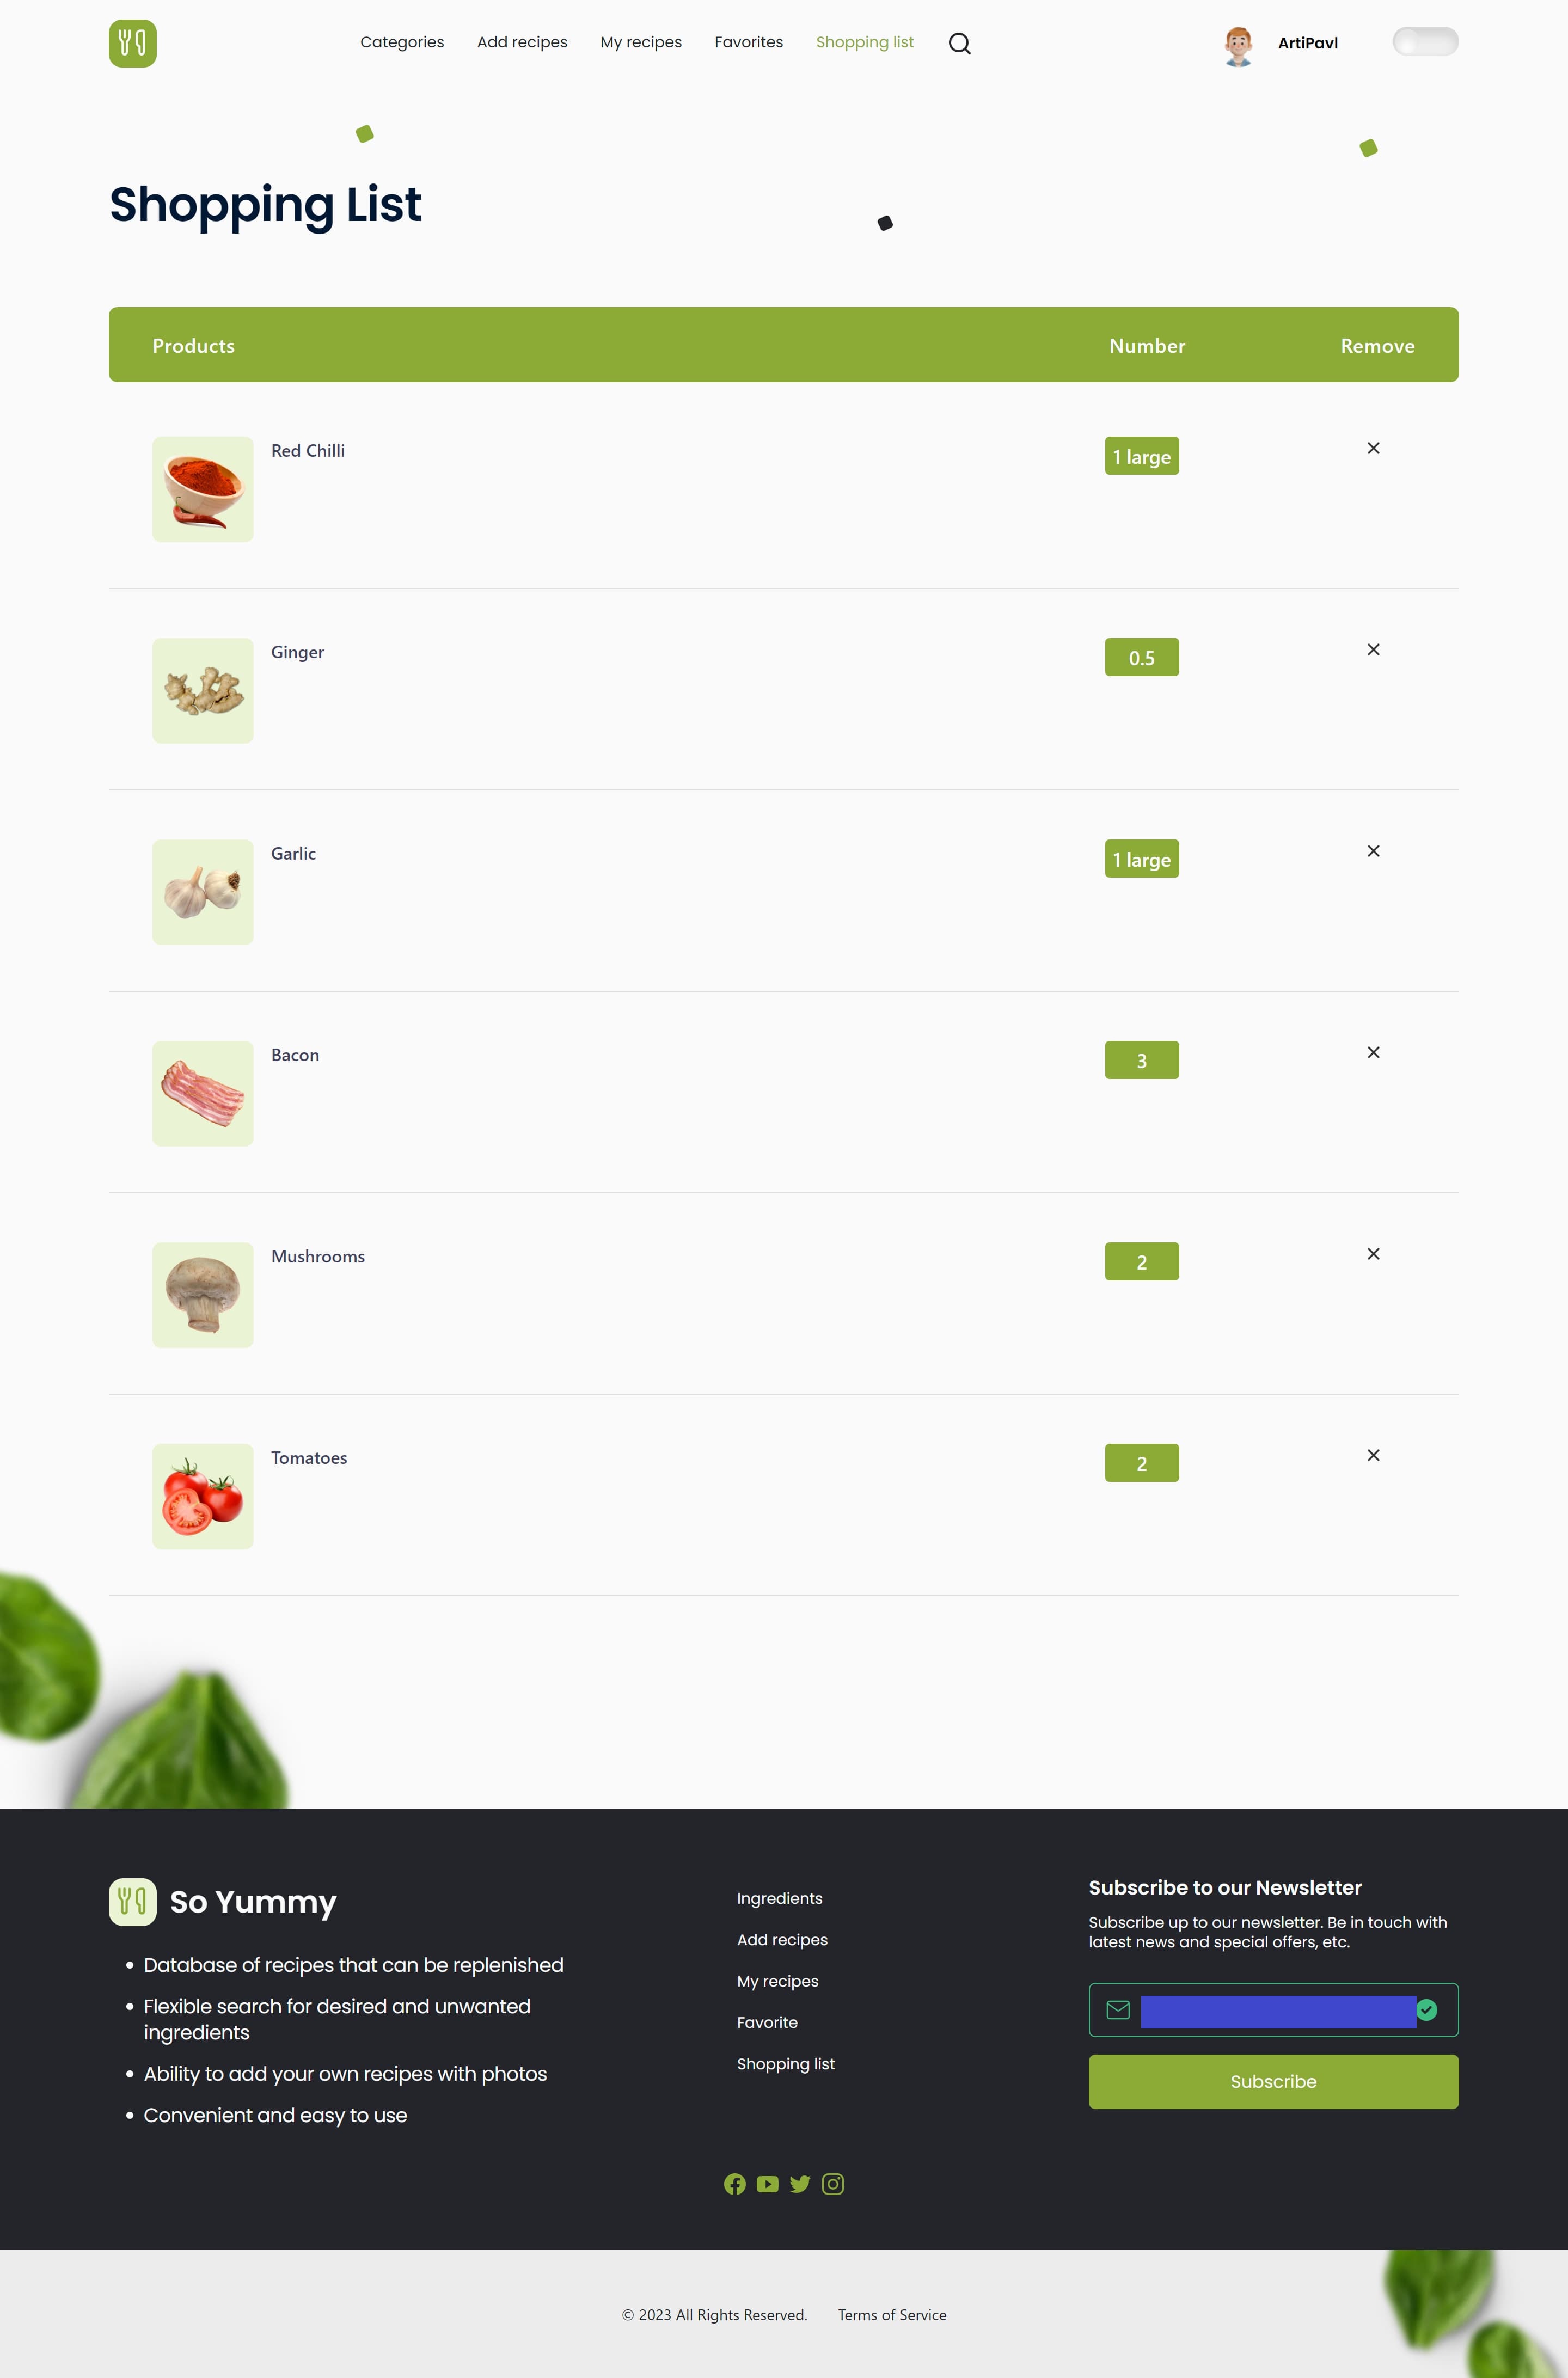 Categories Add recipes My recipes Favorites Shopping list ArtiPavl
Shopping List
Products Number Remove
Red Chilli 1 large
Ginger 0.5
Garlic 1 large
Bacon 3
Mushrooms 2
Tomatoes 2
So Yummy
Database of recipes that can be replenished
Flexible search for desired and unwanted
ingredients
Ability to add your own recipes with photos
Convenient and easy to use
Ingredients
Add recipes
My recipes
Favorite
Shopping list
Subscribe to our Newsletter
Subscribe up to our newsletter. Be in touch with
latest news and special offers, etc.
Subscribe
© 2023 All Rights Reserved. Terms of Service